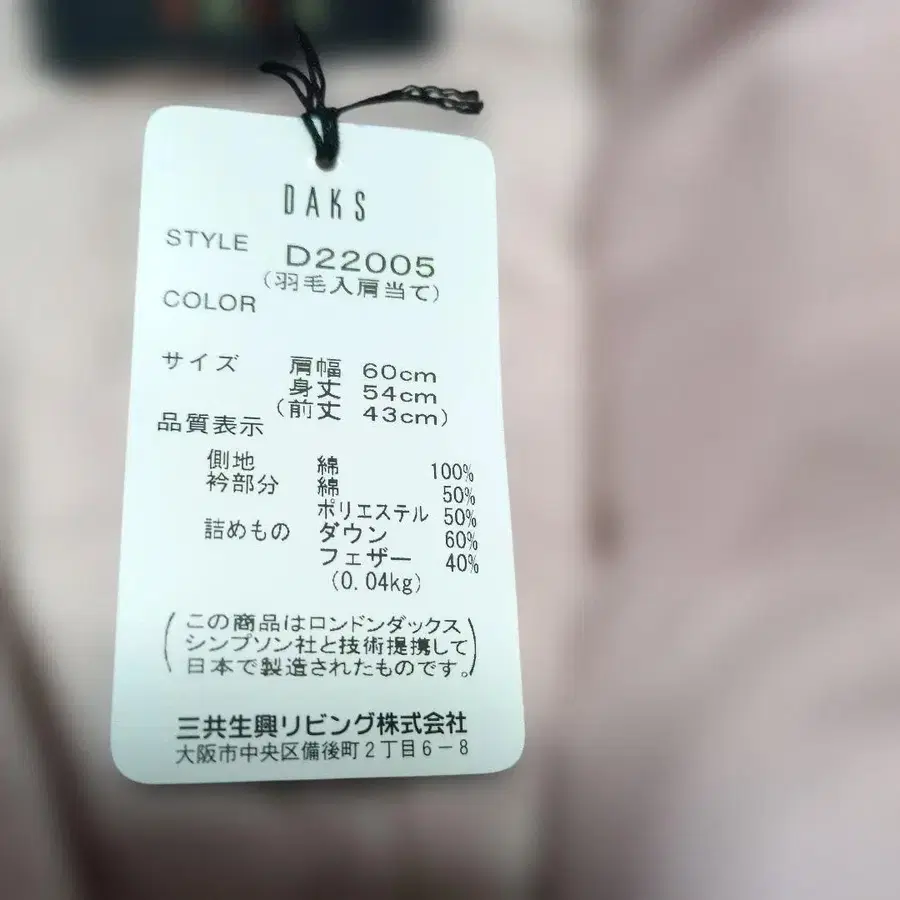 DAKS
STYLE D22005
(羽毛入肩当て)
COLOR
サイズ 肩幅 60cm
身丈 54cm
(前丈 43cm)
品質表示
側地 綿 100%
衿部分 綿 50%
ポリエステル 50%
詰めもの ダウン 60%
フェザー 40%
(0.04kg)
(この商品はロンドンダックス
シンプソン社と技術提携して
日本で製造されたものです。)
三共生興リビング株式会社
大阪市中央区備後町2丁目6-8